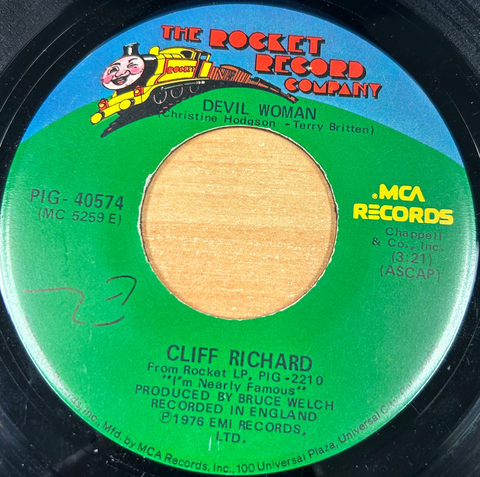 THE ROCKET
RECORD
COMPANY
ROCKET
DEVIL WOMAN
(Christine Hodgson - Terry Britten)
PIG- 40574
(MC 5259 E)
MCA
RECORDS
Chappell
& Co., Inc.
(3:21)
(ASCAP)
CLIFF RICHARD
From Rocket LP, PIG-2210
"I'm Nearly Famous"
PRODUCED BY BRUCE WELCH
RECORDED IN ENGLAND
℗1976 EMI RECORDS,
LTD.
Records, Inc., Mfd. by MCA Records, Inc., 100 Universal Plaza, Universal